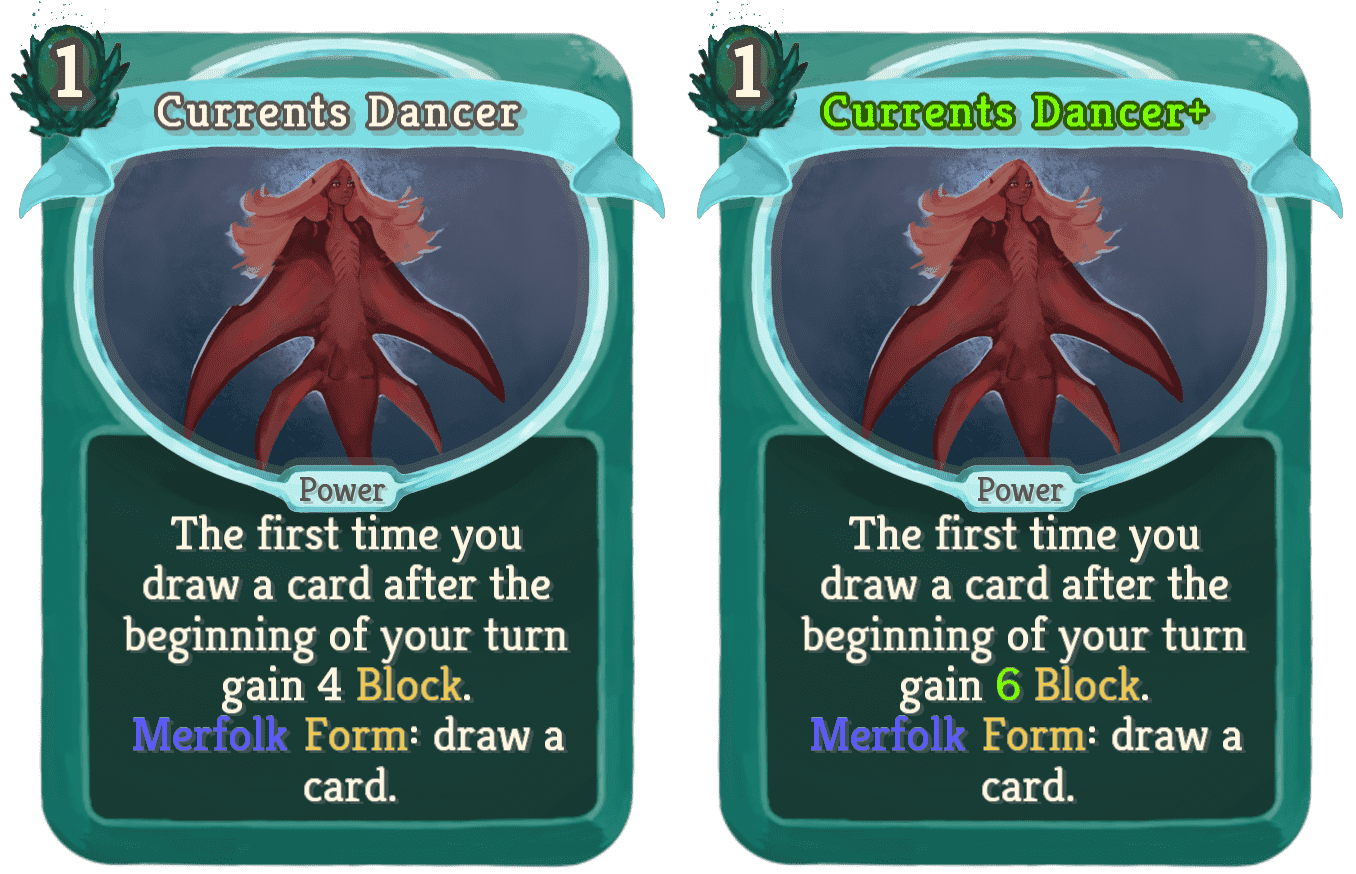 1
Currents Dancer
Power
The first time you
draw a card after the
beginning of your turn
gain 4 Block.
Merfolk Form: draw a
card.
1
Currents Dancer+
Power
The first time you
draw a card after the
beginning of your turn
gain 6 Block.
Merfolk Form: draw a
card.